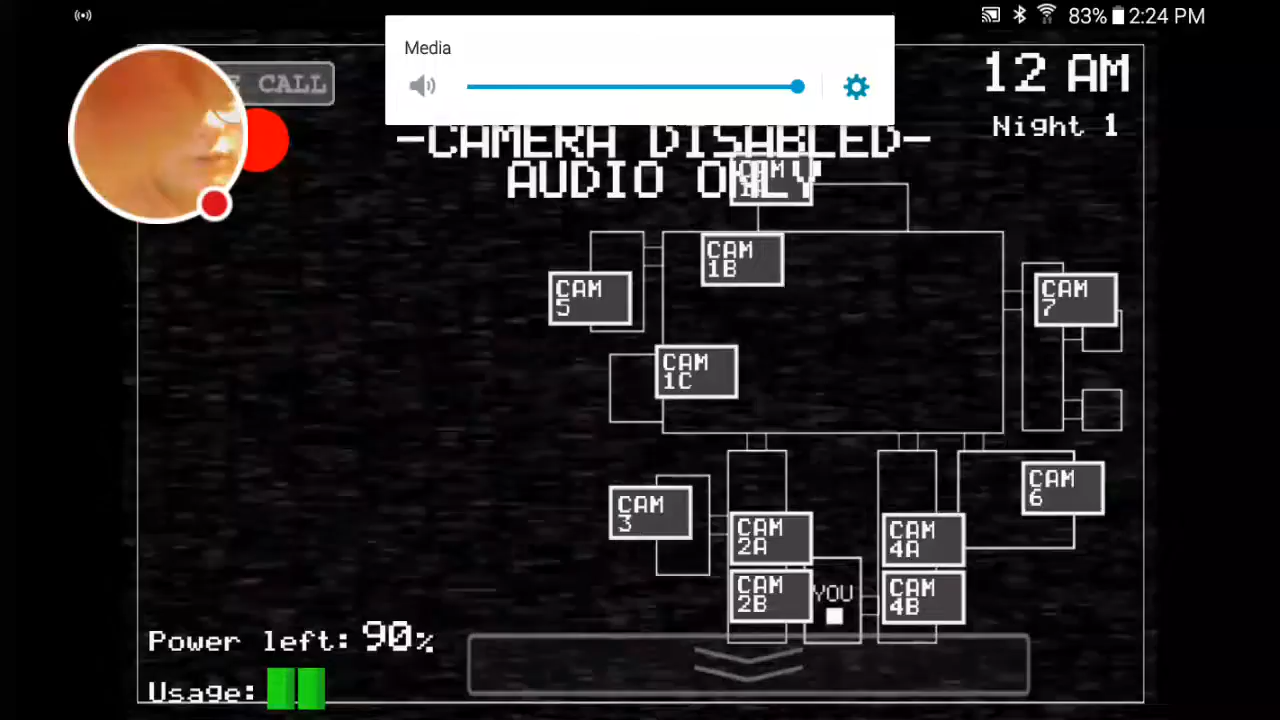 83% 2:24 PM
Media
CALL
12 AM
Night 1
-CAMERA DISABLED-
AUDIO ONLY
CAM
CAM
1B
CAM
5
CAM
7
CAM
1C
CAM
6
CAM
3
CAM
2A
CAM
4A
CAM
2B
YOU
CAM
4B
Power left: 90%
Usage: